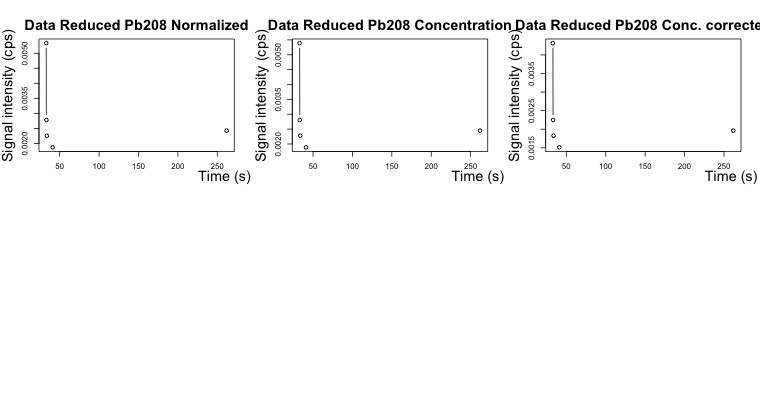 Data Reduced Pb208 Normalized
Signal intensity (cps)
0.0050
0.0035
0.0020
50 100 150 200 250
Time (s)
Data Reduced Pb208 Concentration
Signal intensity (cps)
0.0050
0.0035
0.0020
50 100 150 200 250
Time (s)
Data Reduced Pb208 Conc. correcte
Signal intensity (cps)
0.0035
0.0025
0.0015
50 100 150 200 250
Time (s)